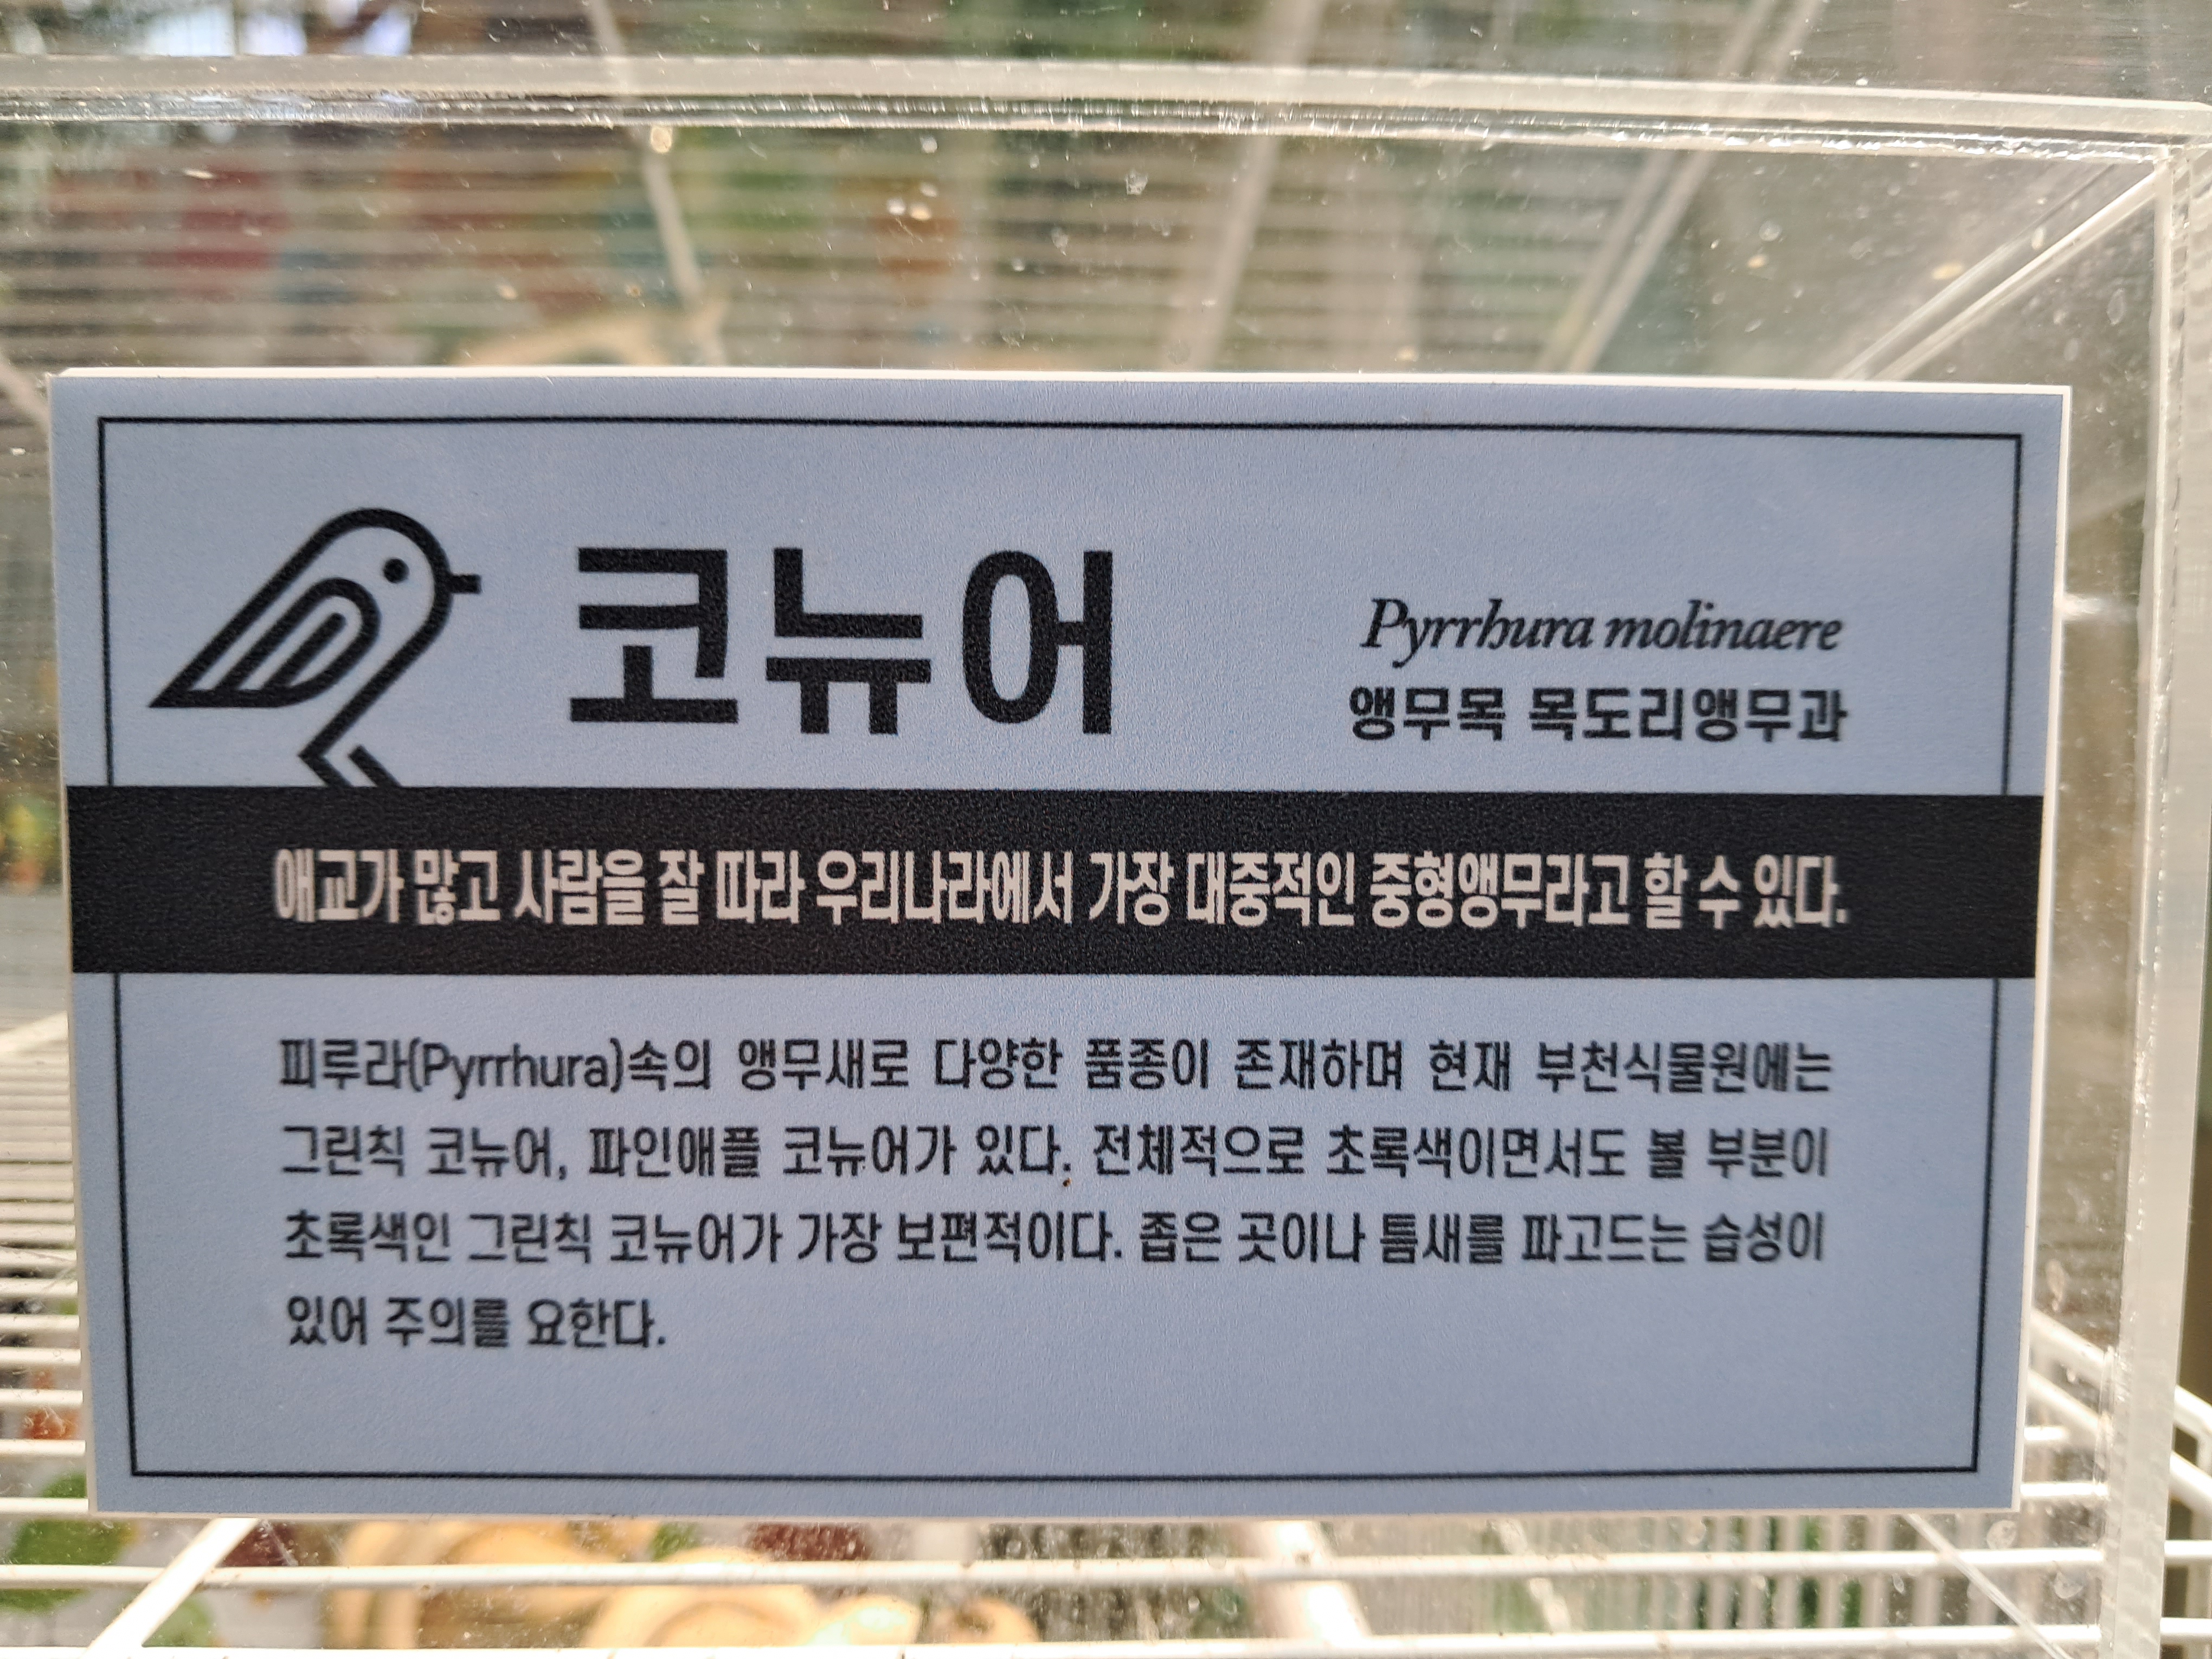 코뉴어
Pyrrhura molinaere
앵무목 목도리앵무과
애교가 많고 사람을 잘 따라 우리나라에서 가장 대중적인 중형앵무라고 할 수 있다.
피루라(Pyrrhura)속의 앵무새로 다양한 품종이 존재하며 현재 부천식물원에는
그린칙 코뉴어, 파인애플 코뉴어가 있다. 전체적으로 초록색이면서도 볼 부분이
초록색인 그린칙 코뉴어가 가장 보편적이다. 좁은 곳이나 틈새를 파고드는 습성이
있어 주의를 요한다.